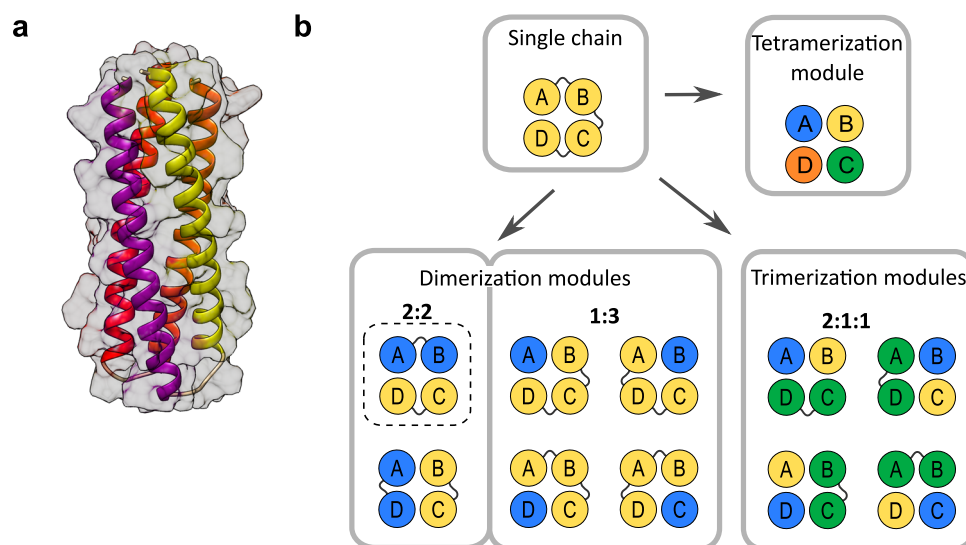 a
b
Single chain
A B
D C
Tetramerization
module
A B
D C
Dimerization modules
2:2
1:3
A B
D C
A B
D C
A B
D C
A B
D C
A B
D C
A B
D C
Trimerization modules
2:1:1
A B
D C
A B
D C
A B
D C
A B
D C